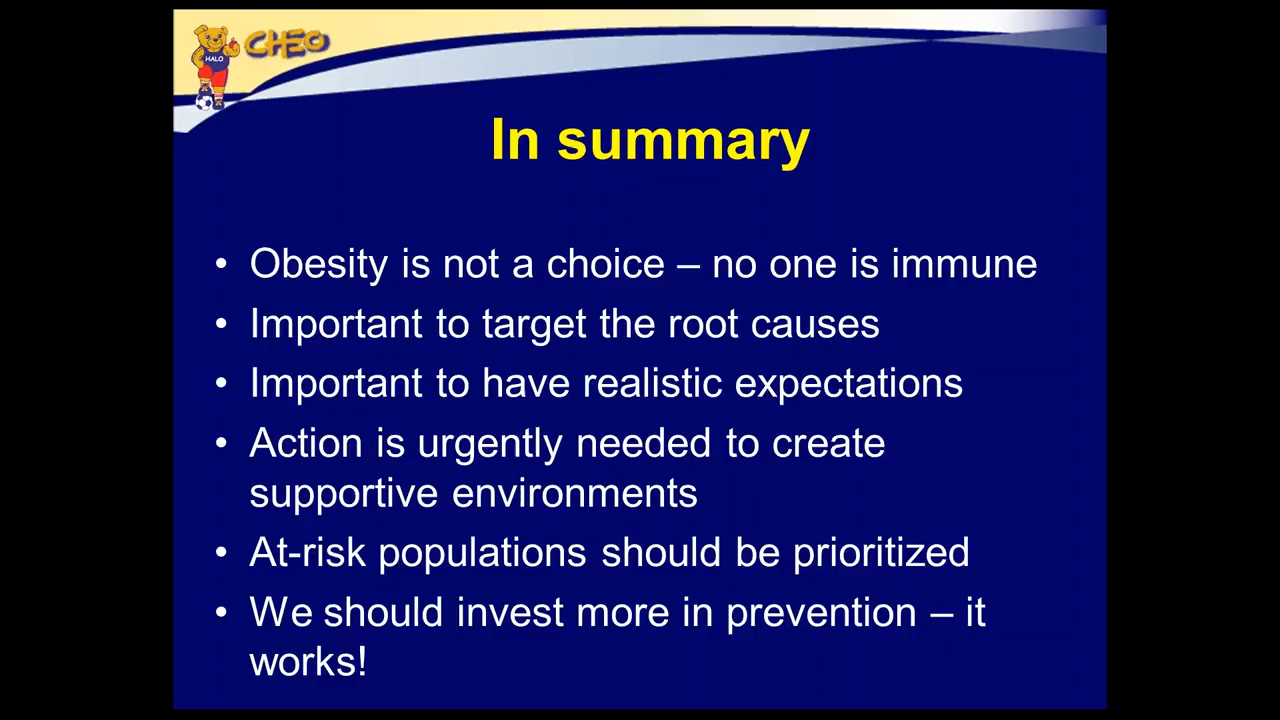 HALO
CHEO
In summary
• Obesity is not a choice – no one is immune
• Important to target the root causes
• Important to have realistic expectations
• Action is urgently needed to create
supportive environments
• At-risk populations should be prioritized
• We should invest more in prevention – it
works!